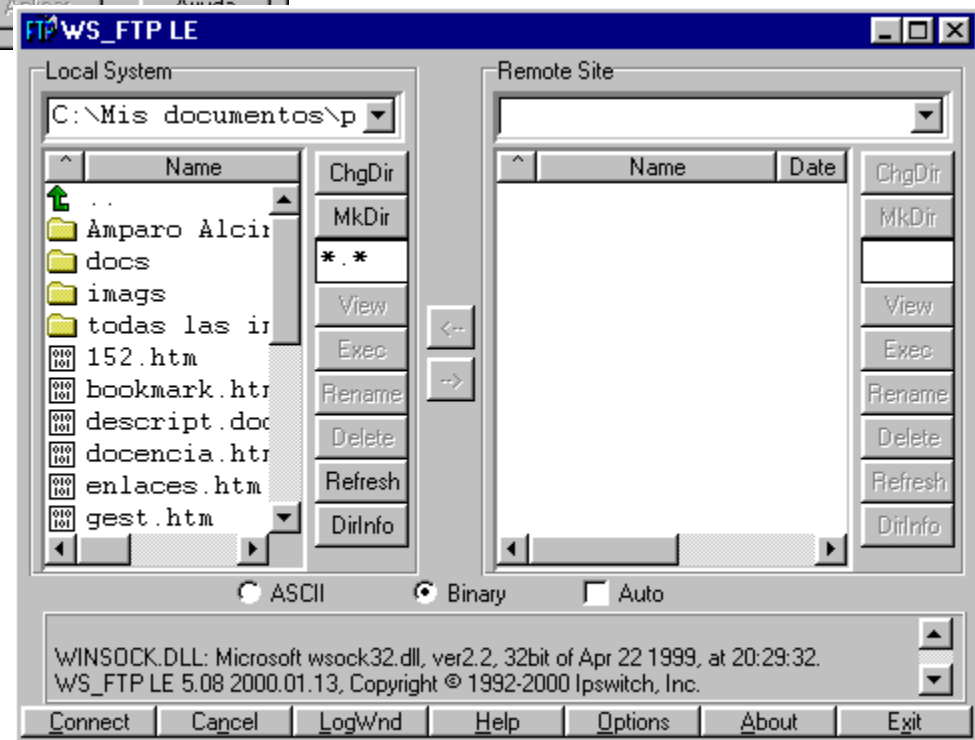 Ayuda
WS_FTP LE
Local System
C:\Mis documentos\p
^ Name
..
Amparo Alcir
docs
imags
todas las ir
152.htm
bookmark.htm
descript.doc
docencia.htm
enlaces.htm
gest.htm
ChgDir
MkDir
*.*
View
Exec
Rename
Delete
Refresh
DirInfo
<--
-->
Remote Site
^ Name Date
ChgDir
MkDir
View
Exec
Rename
Delete
Refresh
DirInfo
ASCII Binary Auto
WINSOCK.DLL: Microsoft wsock32.dll, ver2.2, 32bit of Apr 22 1999, at 20:29:32.
WS_FTP LE 5.08 2000.01.13, Copyright © 1992-2000 Ipswitch, Inc.
Connect Cancel LogWnd Help Options About Exit